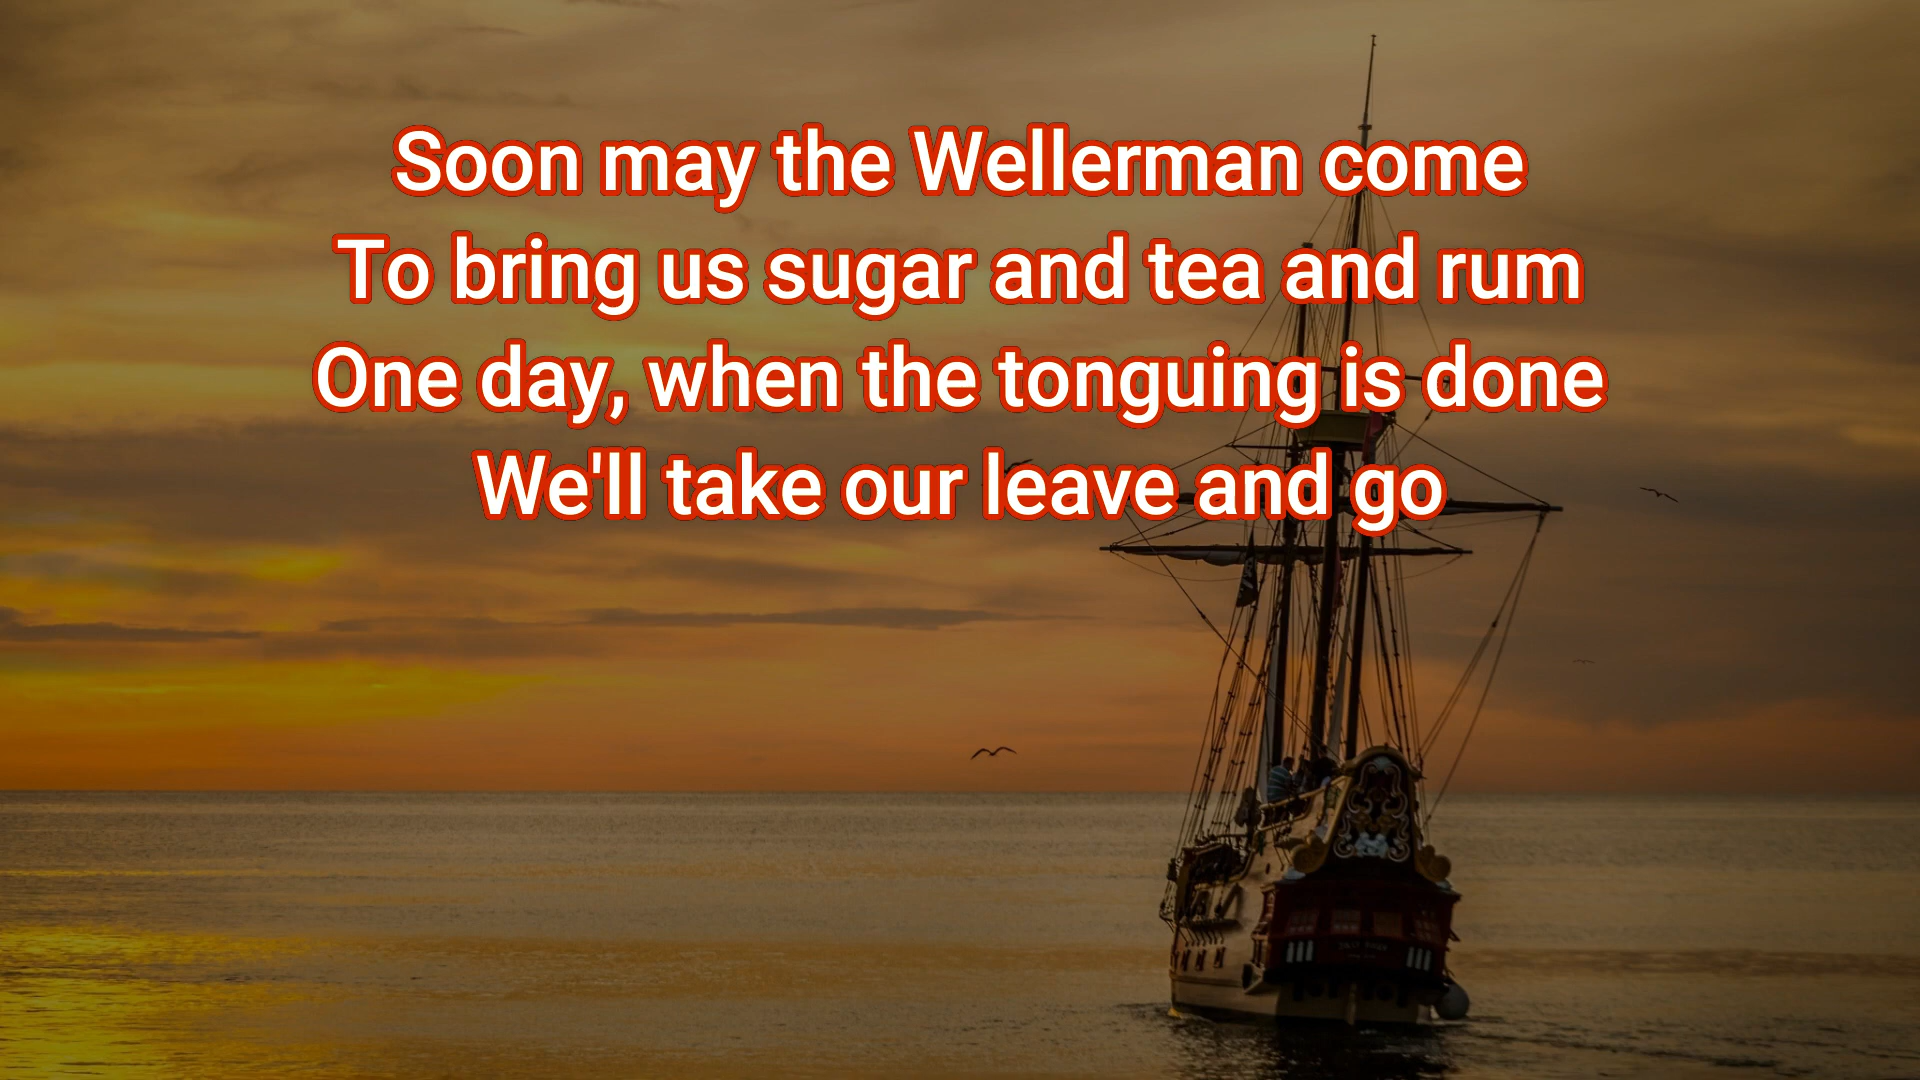 Soon may the Wellerman come
To bring us sugar and tea and rum
One day, when the tonguing is done
We'll take our leave and go